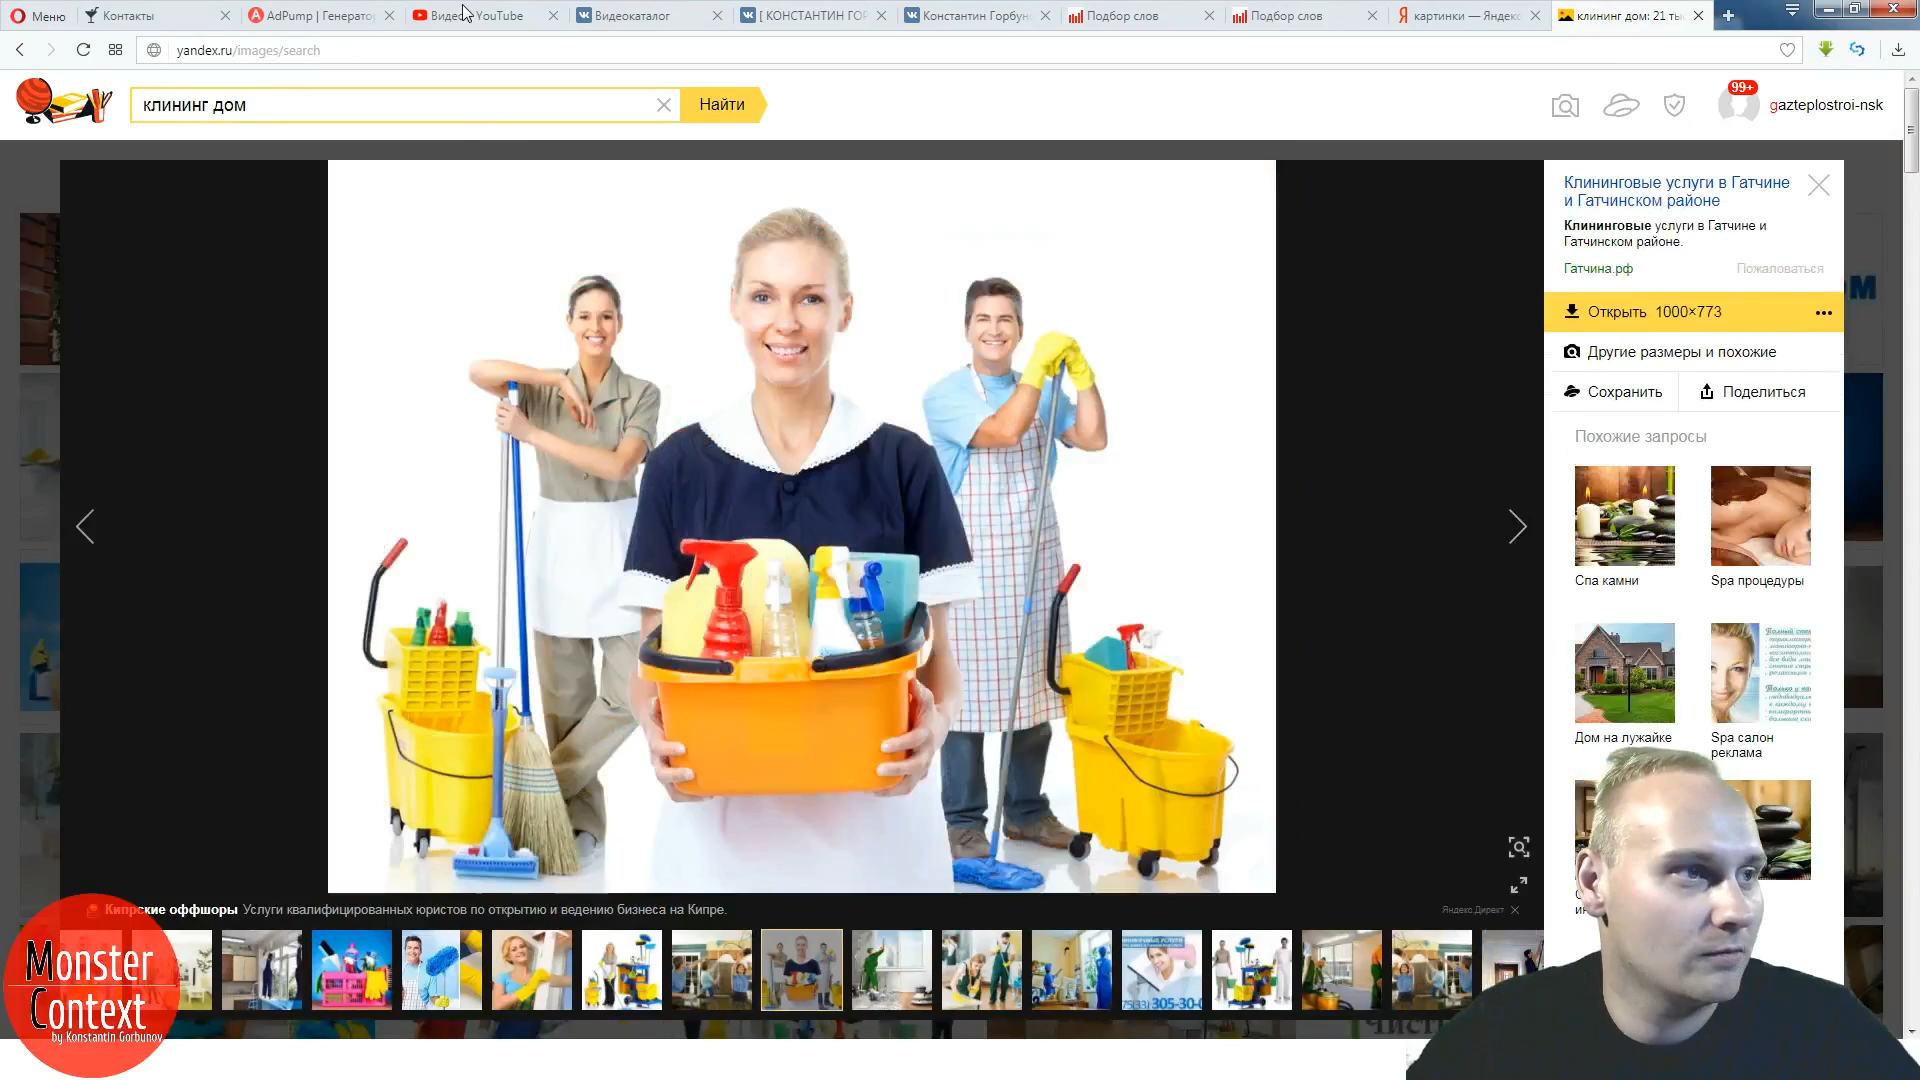 Меню
Контакты
AdPump | Генератор
YouTube
Видеокаталог
[ КОНСТАНТИН ГОР
Константин Горбун
Подбор слов
Подбор слов
картинки — Яндекс
клининг дом: 21 ты
yandex.ru/images/search
клининг дом
Найти
99+
gazteplostroi-nsk
Клининговые услуги в Гатчине
и Гатчинском районе
Клининговые услуги в Гатчине и
Гатчинском районе.
Гатчина.рф
Пожаловаться
Открыть 1000×773
Другие размеры и похожие
Сохранить
Поделиться
Похожие запросы
Спа камни
Spa процедуры
Дом на лужайке
Spa салон
реклама
Кипрские оффшоры Услуги квалифицированных юристов по открытию и ведению бизнеса на Кипре.
Яндекс.Директ
Monster
Context
by Konstantin Gorbunov